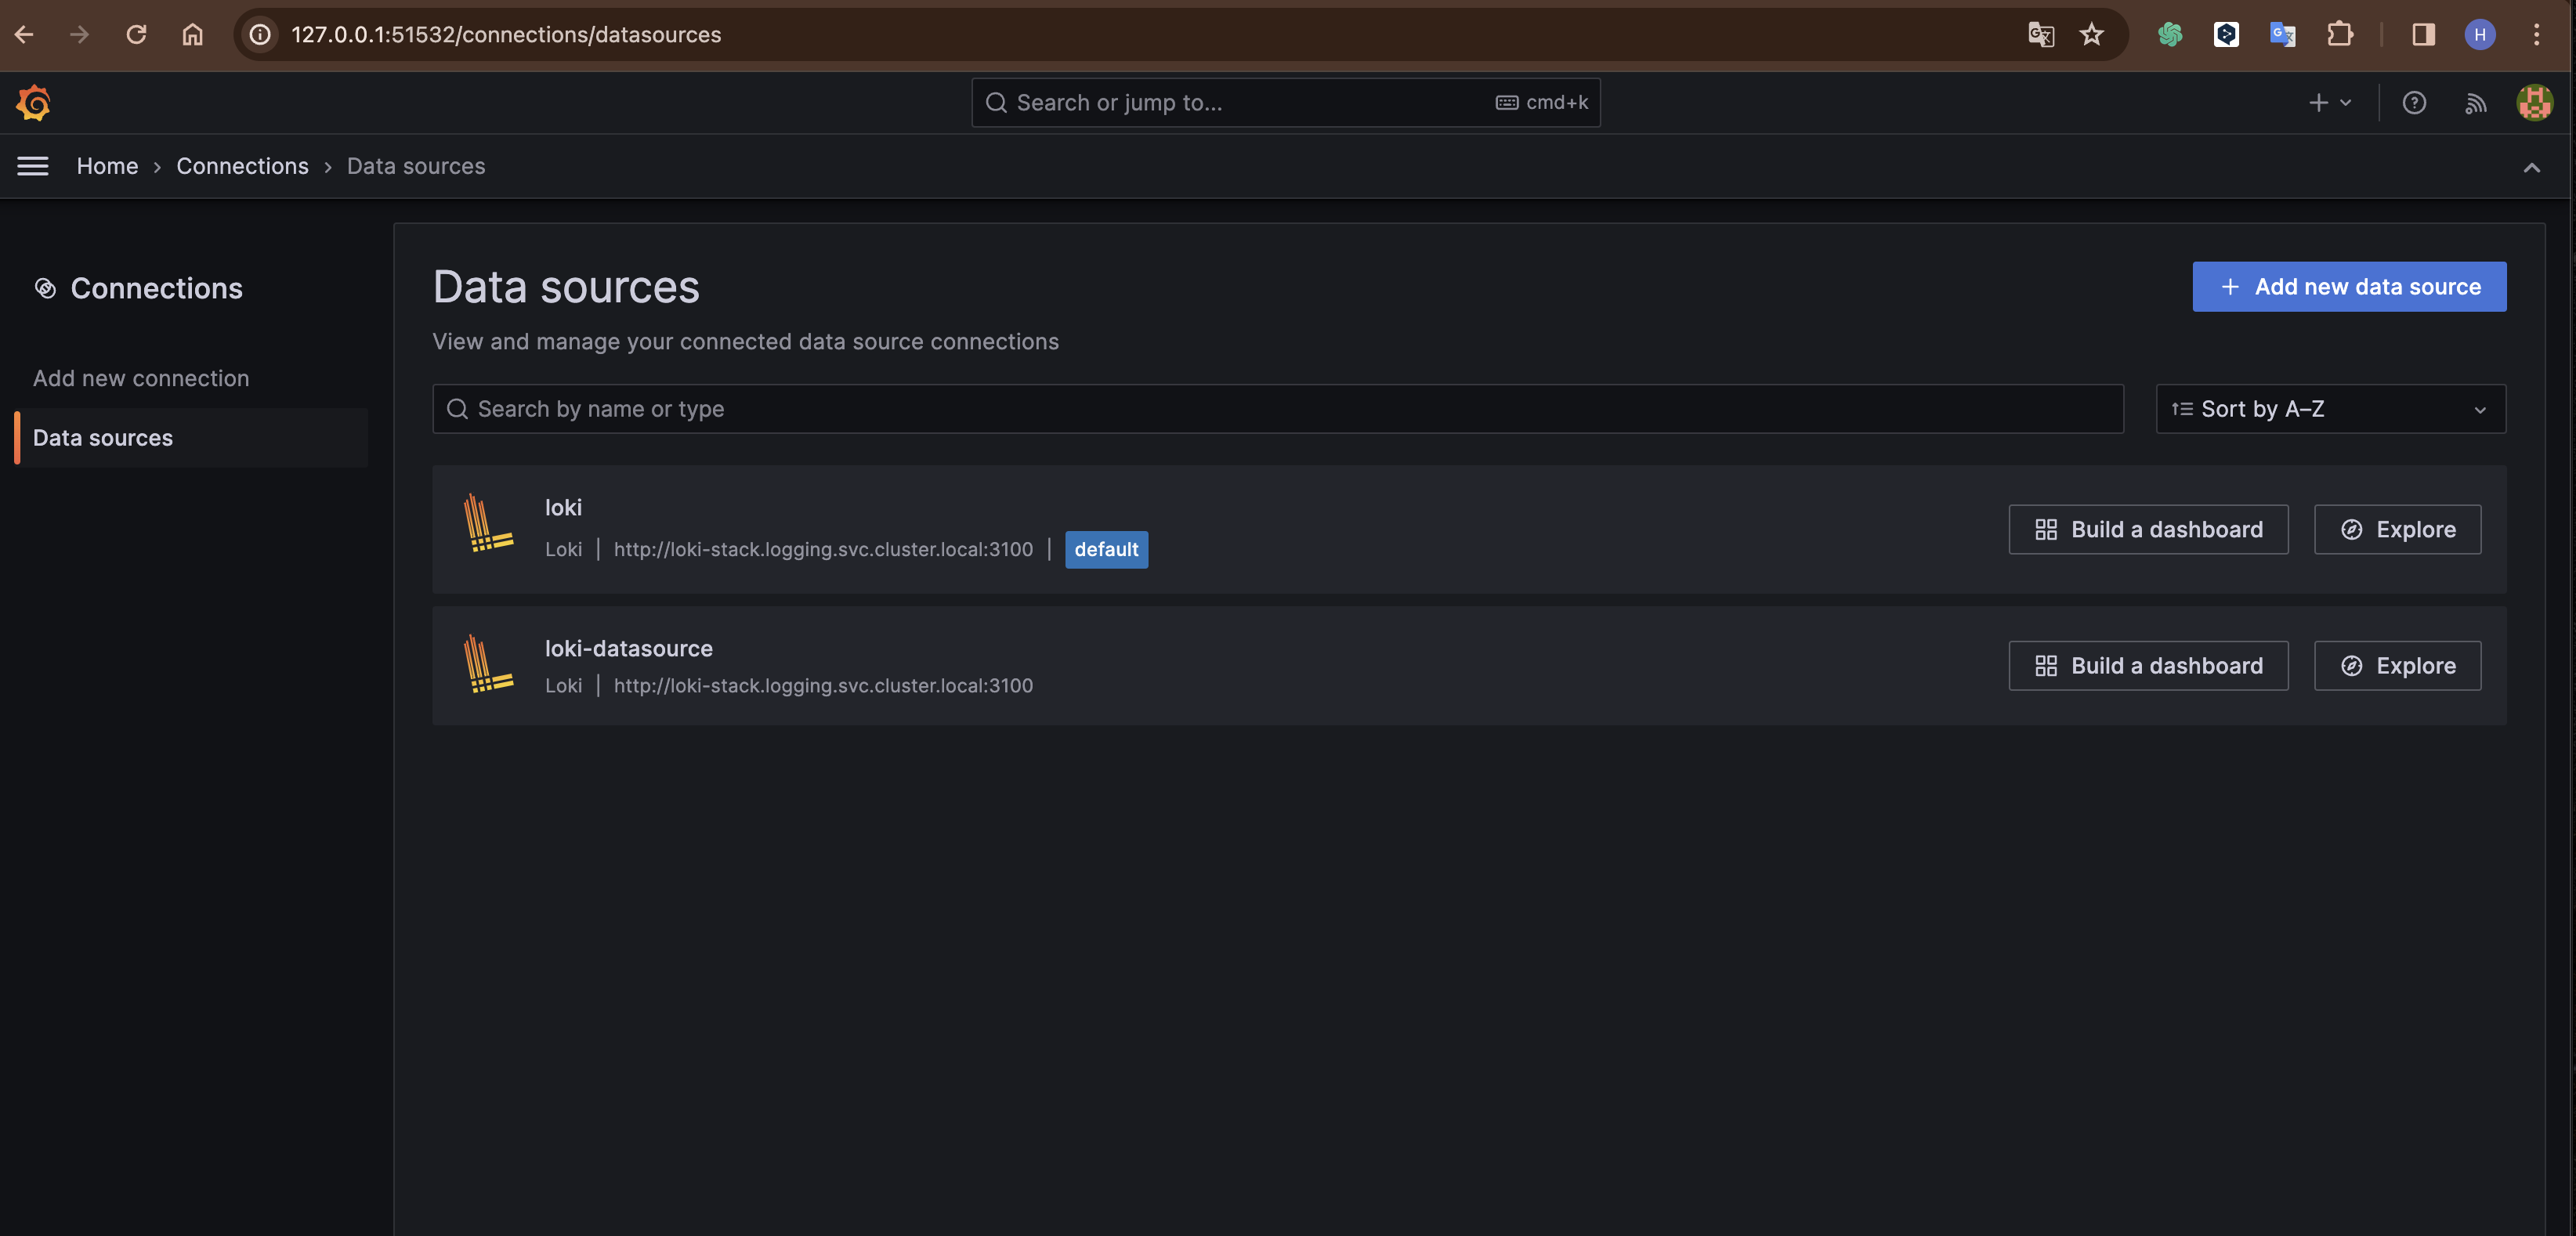 127.0.0.1:51532/connections/datasources
H
Search or jump to...
cmd+k
Home › Connections › Data sources
Connections
Add new connection
Data sources
Data sources
Add new data source
View and manage your connected data source connections
Search by name or type
Sort by A–Z
loki
Loki | http://loki-stack.logging.svc.cluster.local:3100 | default
Build a dashboard
Explore
loki-datasource
Loki | http://loki-stack.logging.svc.cluster.local:3100
Build a dashboard
Explore